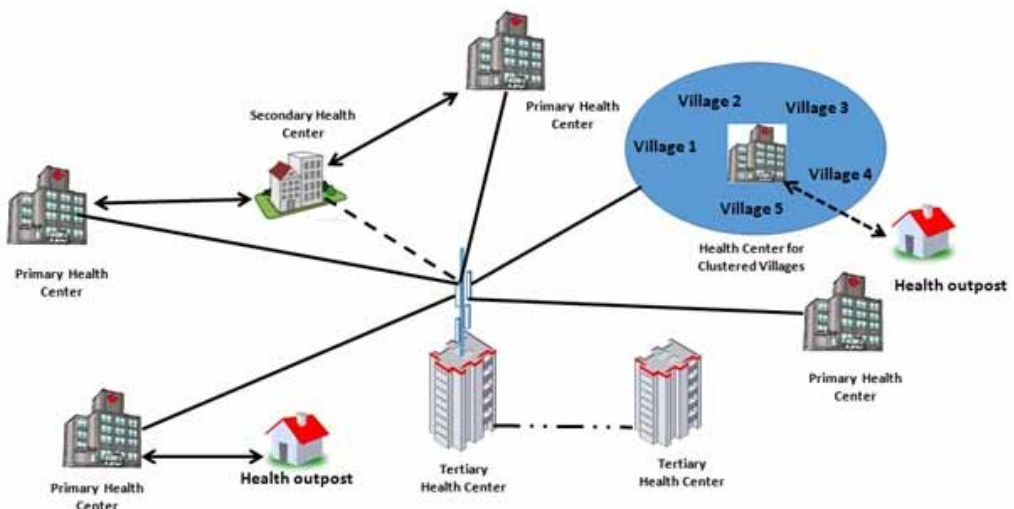 Primary Health
Center
Secondary Health
Center
Village 2
Village 3
Village 1
Village 4
Village 5
Health Center for
Clustered Villages
Health outpost
Primary Health
Center
Primary Health
Center
Primary Health
Center
Health outpost
Tertiary
Health Center
Tertiary
Health Center